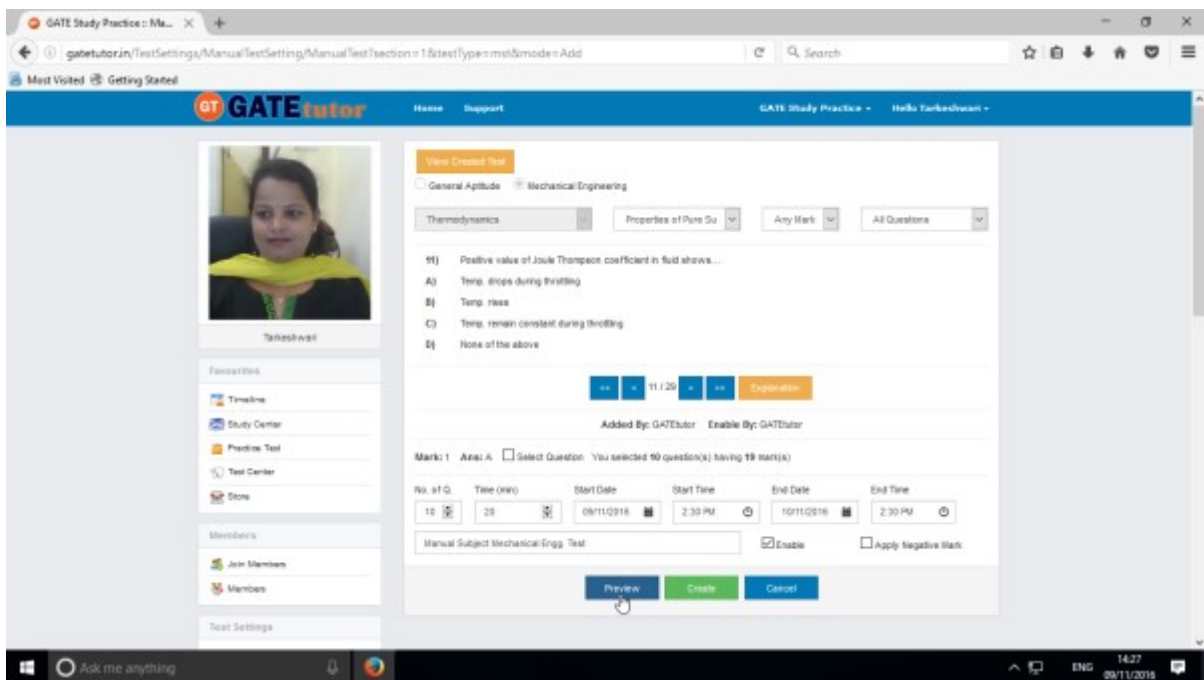 GATE Study Practice :: Ma...
gatetutor.in/TestSettings/ManualTestSetting/ManualTest?section=1&testType=mst&mode=Add
Search
Most Visited Getting Started
GT GATEtutor Home Support GATE Study Practice Hello Tarkeshwari
View Created Test
General Aptitude Mechanical Engineering
Thermodynamics Properties of Pure Su Any Mark All Questions
11) Positive value of Joule Thompson coefficient in fluid shows...
A) Temp. drops during throttling
B) Temp. rises
C) Temp. remain constant during throttling
D) None of the above
<< < 11 / 29 > >> Explanation
Added By: GATEtutor Enable By: GATEtutor
Mark: 1 Ans: A Select Question You selected 10 question(s) having 19 mark(s)
No. of Q. Time (min) Start Date Start Time End Date End Time
10 20 09/11/2016 2:30 PM 10/11/2016 2:30 PM
Manual Subject Mechanical Engg. Test Enable Apply Negative Mark
Preview Create Cancel
Tarkeshwari
Favourites
Timeline
Study Center
Practice Test
Test Center
Store
Members
Join Members
Members
Test Settings
Ask me anything
ENG 14:27
09/11/2016